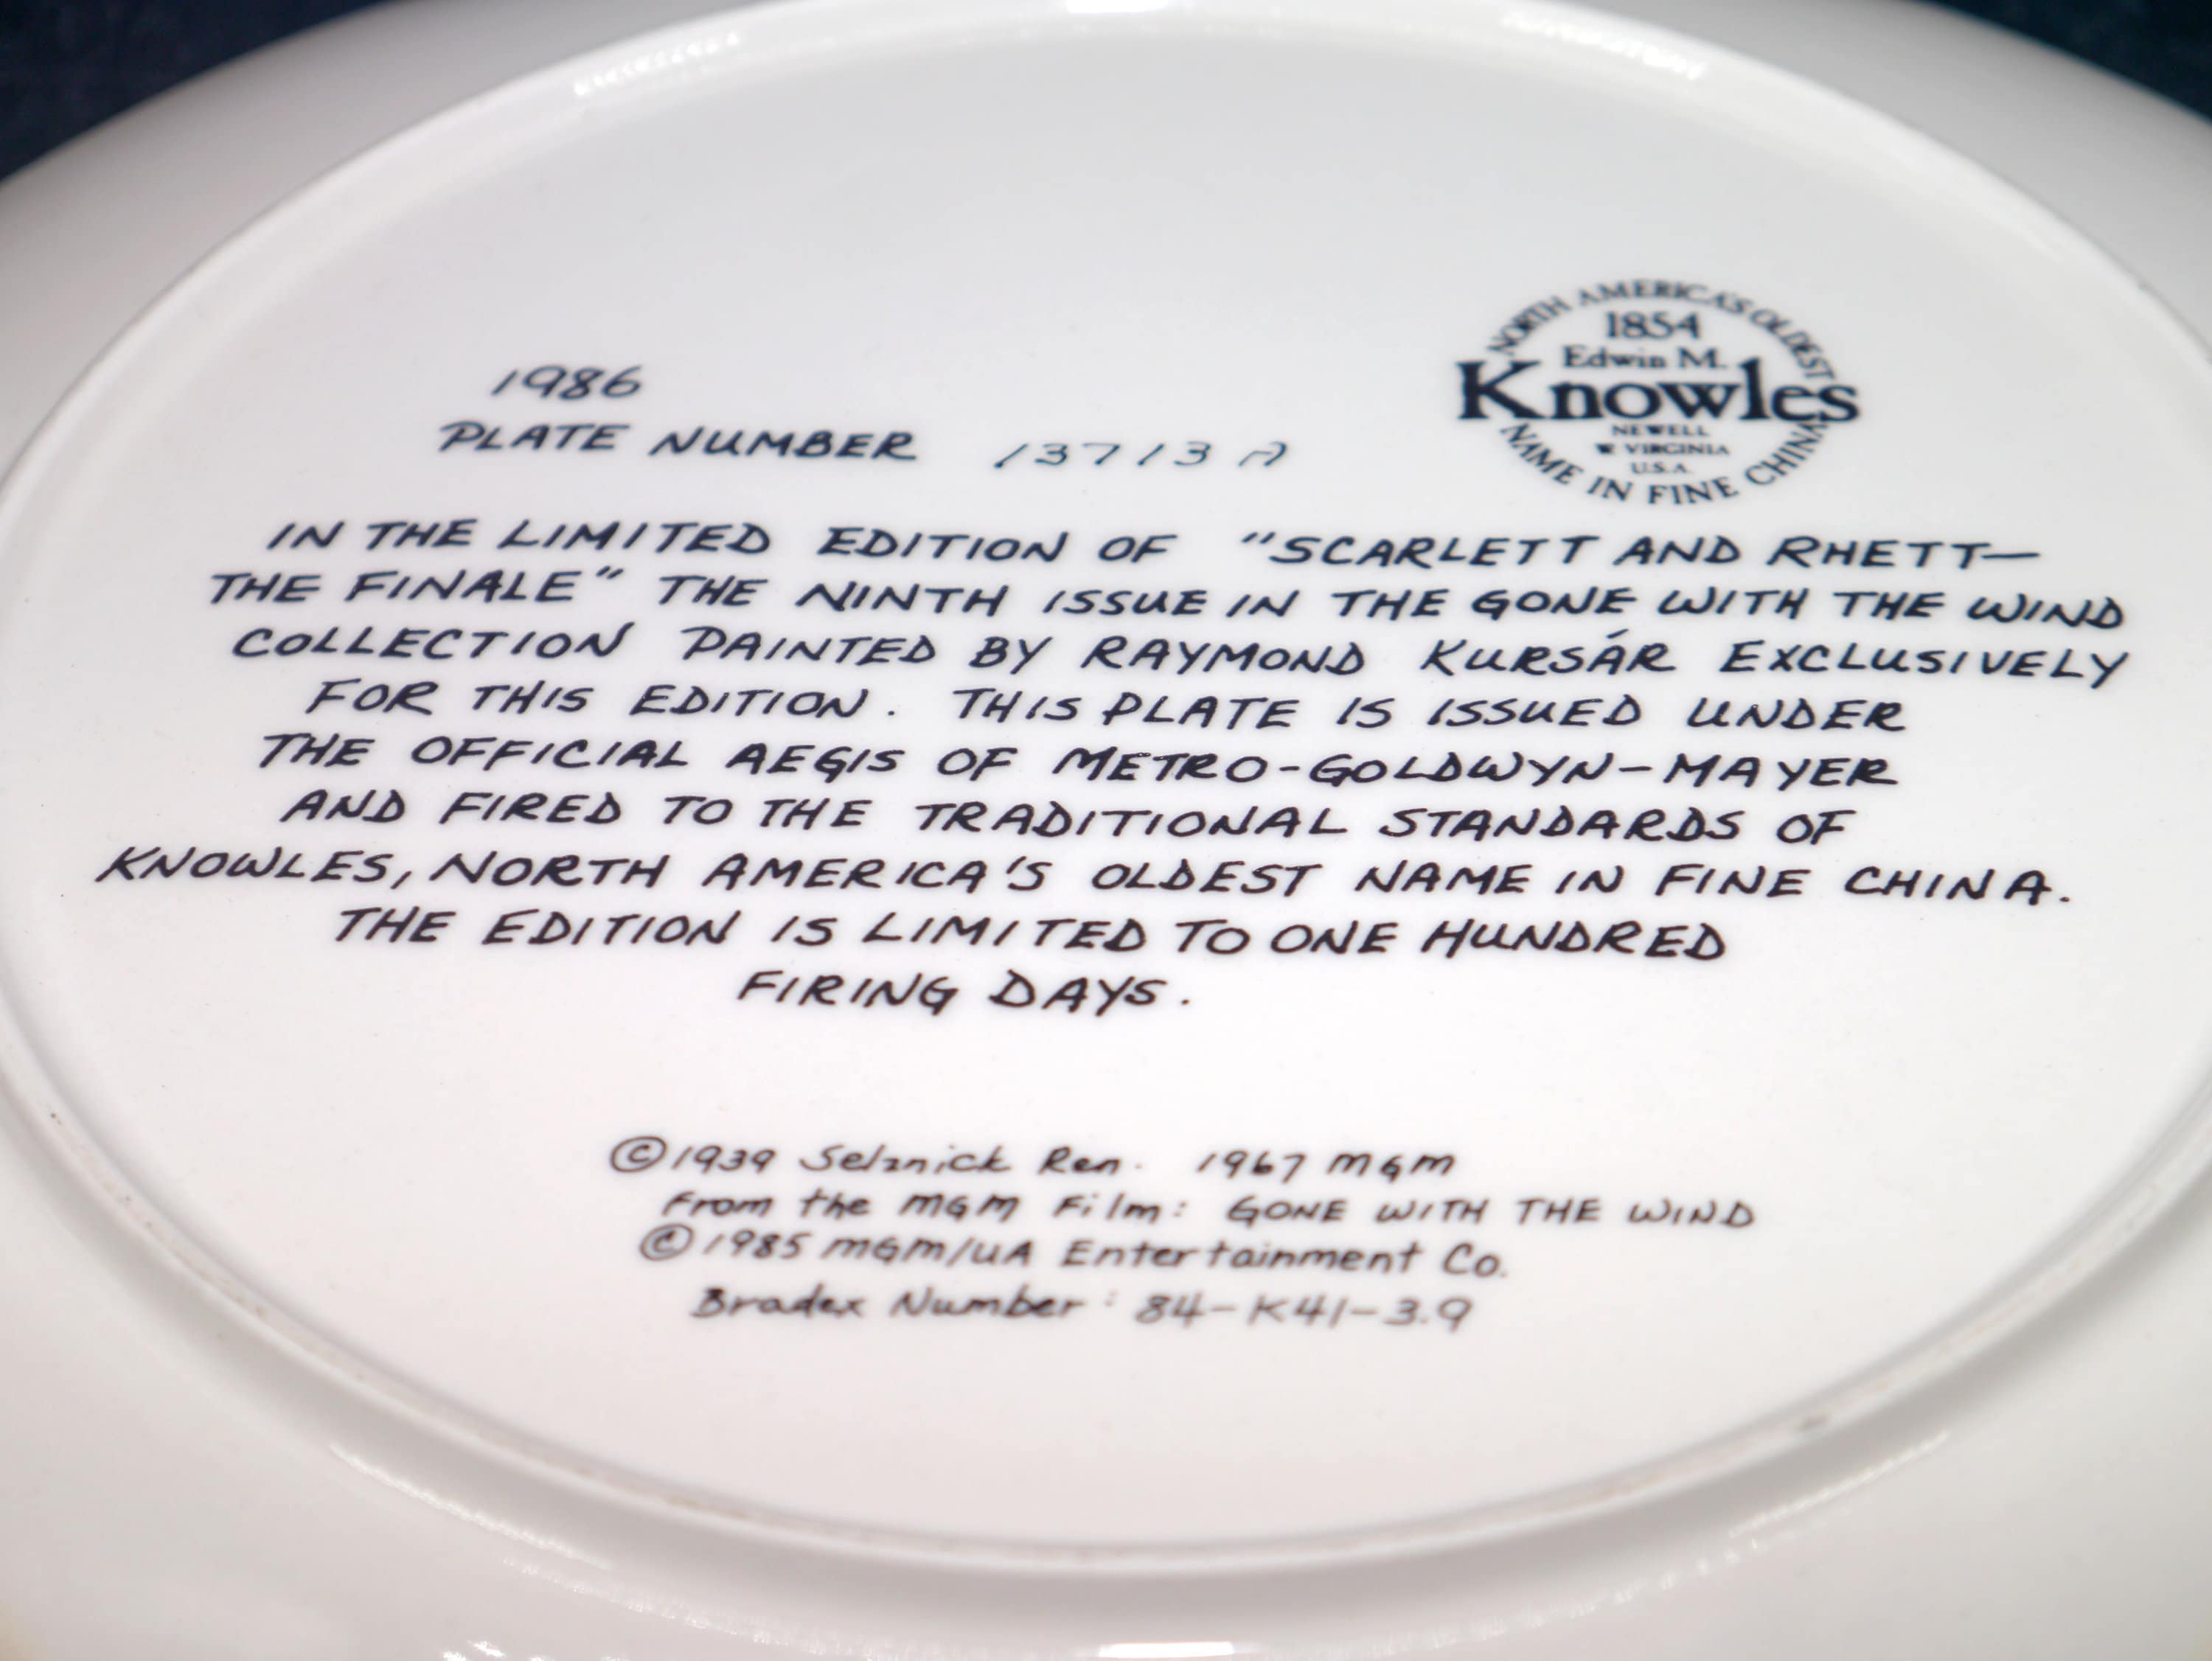 NORTH AMERICA'S OLDEST
1854
Edwin M.
Knowles
NEWELL
W VIRGINIA
U.S.A.
NAME IN FINE CHINA
1986
PLATE NUMBER 13713A
IN THE LIMITED EDITION OF "SCARLETT AND RHETT—
THE FINALE" THE NINTH ISSUE IN THE GONE WITH THE WIND
COLLECTION PAINTED BY RAYMOND KURSÁR EXCLUSIVELY
FOR THIS EDITION. THIS PLATE IS ISSUED UNDER
THE OFFICIAL AEGIS OF METRO-GOLDWYN-MAYER
AND FIRED TO THE TRADITIONAL STANDARDS OF
KNOWLES, NORTH AMERICA'S OLDEST NAME IN FINE CHINA.
THE EDITION IS LIMITED TO ONE HUNDRED
FIRING DAYS.
©1939 Selznick Ren. 1967 MGM
From the MGM Film: GONE WITH THE WIND
©1985 MGM/UA Entertainment Co.
Bradex Number: 84-K41-3.9